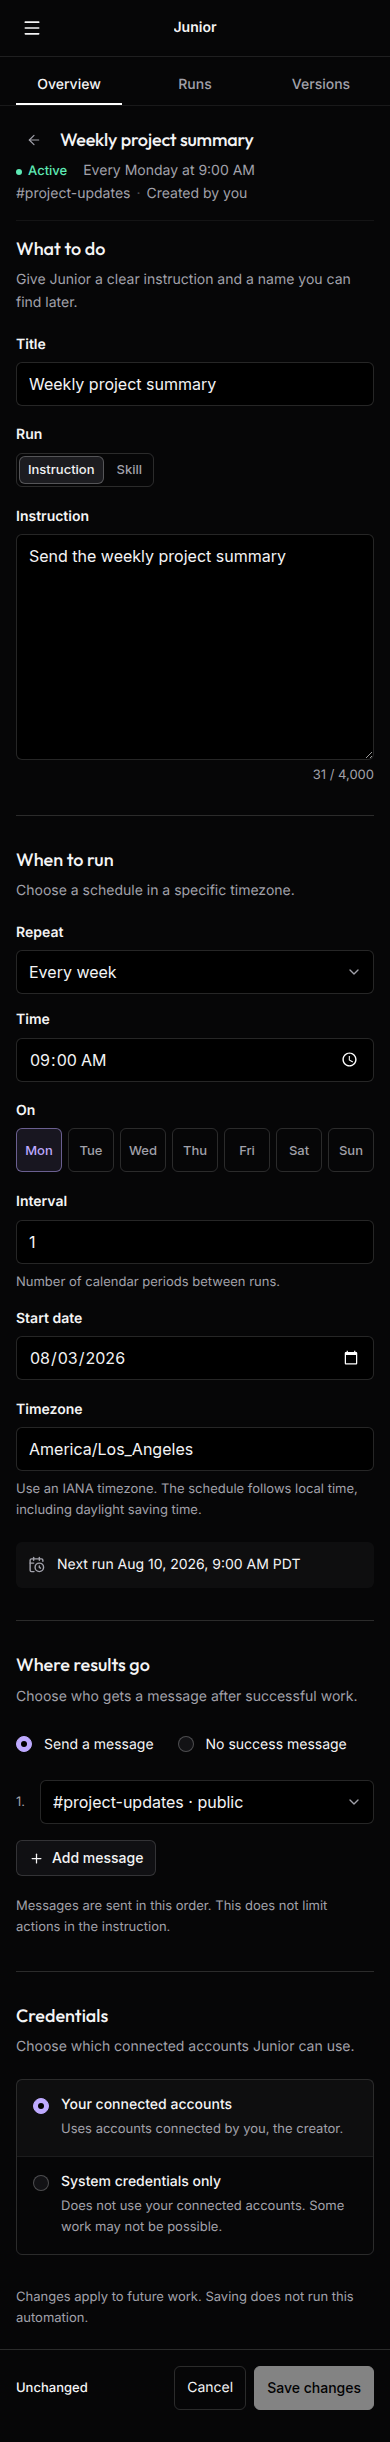 Junior
Overview Runs Versions
Weekly project summary
Active Every Monday at 9:00 AM
#project-updates · Created by you
What to do
Give Junior a clear instruction and a name you can
find later.
Title
Weekly project summary
Run
Instruction Skill
Instruction
Send the weekly project summary
31 / 4,000
When to run
Choose a schedule in a specific timezone.
Repeat
Every week
Time
09:00 AM
On
Mon Tue Wed Thu Fri Sat Sun
Interval
1
Number of calendar periods between runs.
Start date
08/03/2026
Timezone
America/Los_Angeles
Use an IANA timezone. The schedule follows local time,
including daylight saving time.
Next run Aug 10, 2026, 9:00 AM PDT
Where results go
Choose who gets a message after successful work.
Send a message No success message
1. #project-updates · public
Add message
Messages are sent in this order. This does not limit
actions in the instruction.
Credentials
Choose which connected accounts Junior can use.
Your connected accounts
Uses accounts connected by you, the creator.
System credentials only
Does not use your connected accounts. Some
work may not be possible.
Changes apply to future work. Saving does not run this
automation.
Unchanged Cancel Save changes